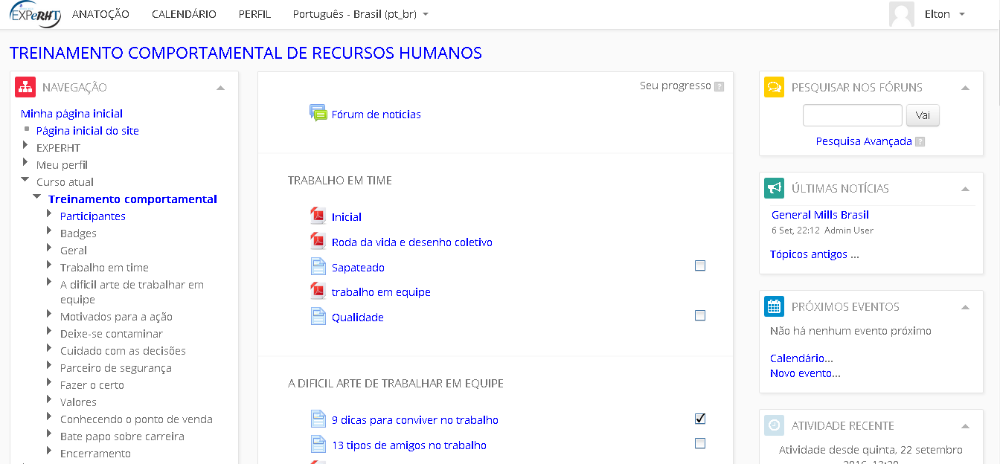 EXPeRHT ANATOÇÃO CALENDÁRIO PERFIL Português - Brasil (pt_br) Elton
TREINAMENTO COMPORTAMENTAL DE RECURSOS HUMANOS
NAVEGAÇÃO
Minha página inicial
Página inicial do site
EXPERHT
Meu perfil
Curso atual
Treinamento comportamental
Participantes
Badges
Geral
Trabalho em time
A dificil arte de trabalhar em
equipe
Motivados para a ação
Deixe-se contaminar
Cuidado com as decisões
Parceiro de segurança
Fazer o certo
Valores
Conhecendo o ponto de venda
Bate papo sobre carreira
Encerramento
Seu progresso ?
Fórum de notícias
TRABALHO EM TIME
Inicial
Roda da vida e desenho coletivo
Sapateado
trabalho em equipe
Qualidade
A DIFICIL ARTE DE TRABALHAR EM EQUIPE
9 dicas para conviver no trabalho
13 tipos de amigos no trabalho
PESQUISAR NOS FÓRUNS
Vai
Pesquisa Avançada ?
ÚLTIMAS NOTÍCIAS
General Mills Brasil
6 Set, 22:12 Admin User
Tópicos antigos ...
PRÓXIMOS EVENTOS
Não há nenhum evento próximo
Calendário...
Novo evento...
ATIVIDADE RECENTE
Atividade desde quinta, 22 setembro